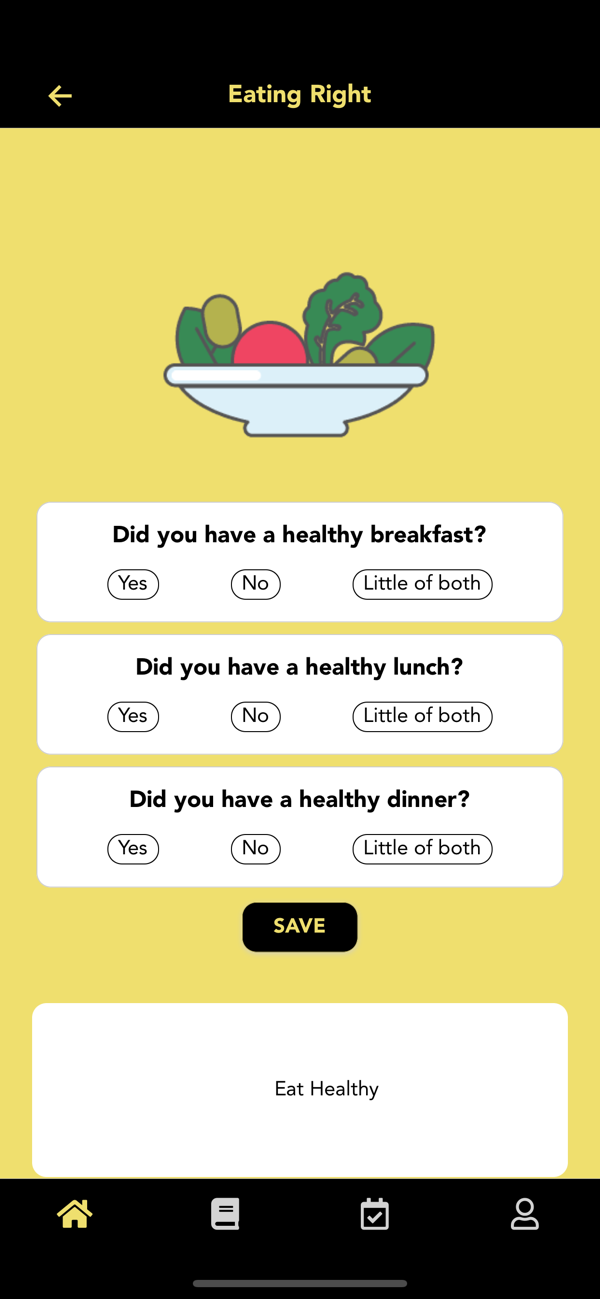 Eating Right
Did you have a healthy breakfast?
Yes No Little of both
Did you have a healthy lunch?
Yes No Little of both
Did you have a healthy dinner?
Yes No Little of both
SAVE
Eat Healthy